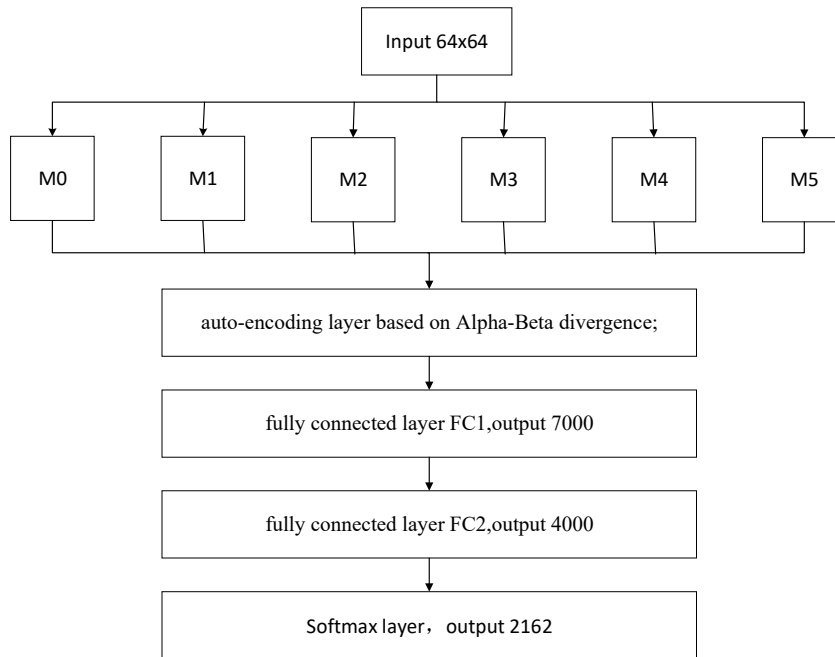 Input 64x64
M0
M1
M2
M3
M4
M5
auto-encoding layer based on Alpha-Beta divergence;
fully connected layer FC1,output 7000
fully connected layer FC2,output 4000
Softmax layer，output 2162